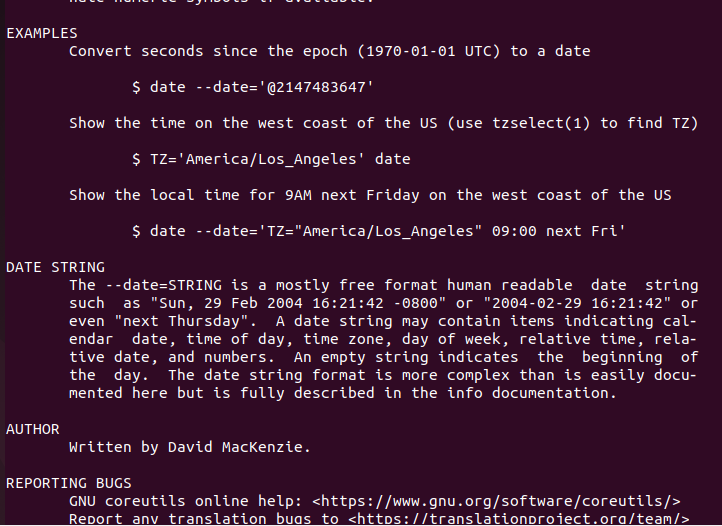 EXAMPLES
Convert seconds since the epoch (1970-01-01 UTC) to a date
$ date --date='@2147483647'
Show the time on the west coast of the US (use tzselect(1) to find TZ)
$ TZ='America/Los_Angeles' date
Show the local time for 9AM next Friday on the west coast of the US
$ date --date='TZ="America/Los_Angeles" 09:00 next Fri'
DATE STRING
The --date=STRING is a mostly free format human readable  date  string
such  as "Sun, 29 Feb 2004 16:21:42 -0800" or "2004-02-29 16:21:42" or
even "next Thursday".  A date string may contain items indicating cal-
endar  date, time of day, time zone, day of week, relative time, rela-
tive date, and numbers.  An empty string indicates  the  beginning  of
the  day.  The date string format is more complex than is easily docu-
mented here but is fully described in the info documentation.
AUTHOR
Written by David MacKenzie.
REPORTING BUGS
GNU coreutils online help: <https://www.gnu.org/software/coreutils/>
Report any translation bugs to <https://translationproject.org/team/>